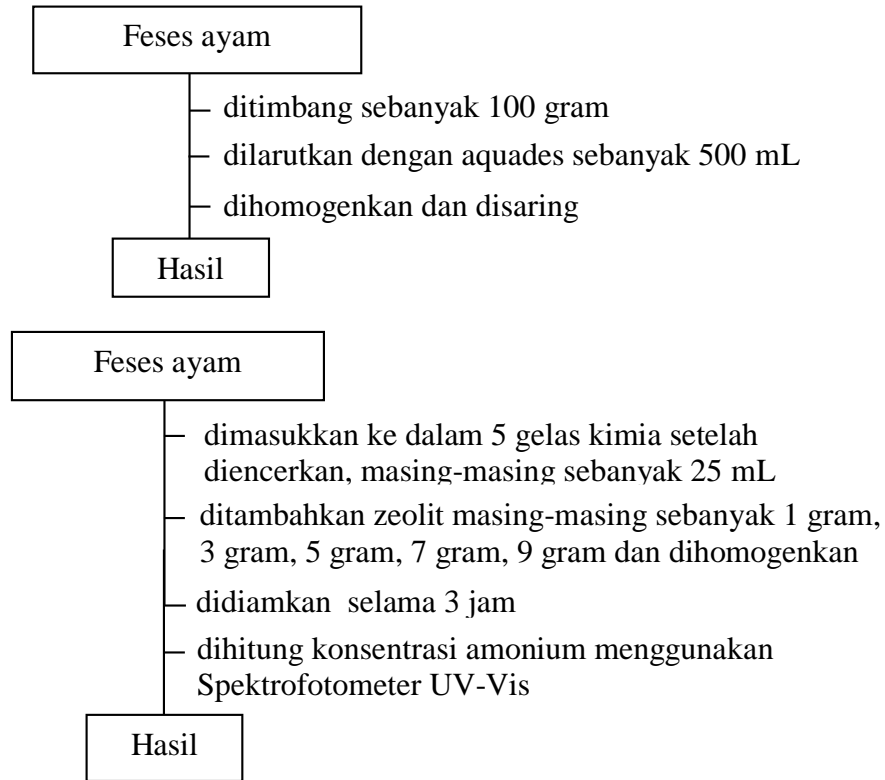 Feses ayam
ditimbang sebanyak 100 gram
dilarutkan dengan aquades sebanyak 500 mL
dihomogenkan dan disaring
Hasil
Feses ayam
dimasukkan ke dalam 5 gelas kimia setelah
diencerkan, masing-masing sebanyak 25 mL
ditambahkan zeolit masing-masing sebanyak 1 gram,
3 gram, 5 gram, 7 gram, 9 gram dan dihomogenkan
didiamkan selama 3 jam
dihitung konsentrasi amonium menggunakan
Spektrofotometer UV-Vis
Hasil